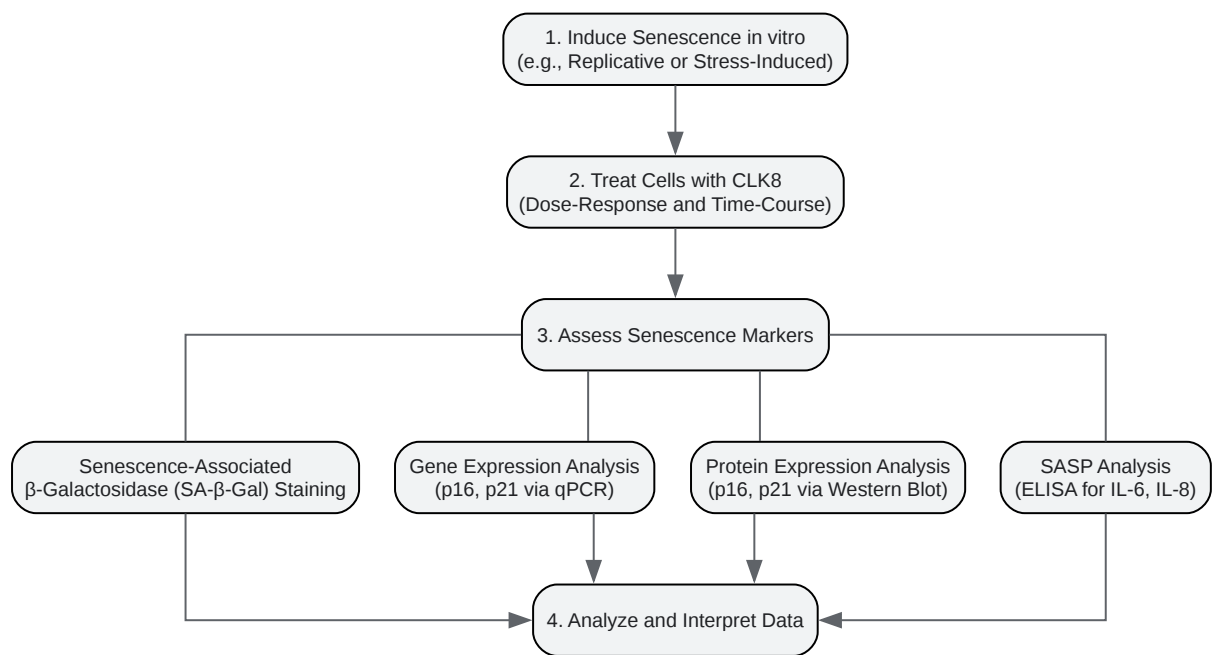 1. Induce Senescence in vitro
(e.g., Replicative or Stress-Induced)
2. Treat Cells with CLK8
(Dose-Response and Time-Course)
3. Assess Senescence Markers
Senescence-Associated
β-Galactosidase (SA-β-Gal) Staining
Gene Expression Analysis
(p16, p21 via qPCR)
Protein Expression Analysis
(p16, p21 via Western Blot)
SASP Analysis
(ELISA for IL-6, IL-8)
4. Analyze and Interpret Data